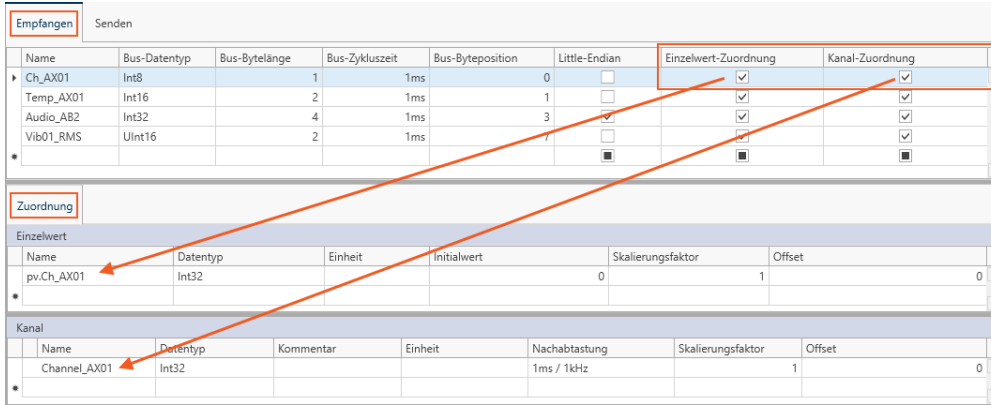 Empfangen Senden
Name Bus-Datentyp Bus-Bytelänge Bus-Zykluszeit Bus-Byteposition Little-Endian Einzelwert-Zuordnung Kanal-Zuordnung
Ch_AX01 Int8 1 1ms 0
Temp_AX01 Int16 2 1ms 1
Audio_AB2 Int32 4 1ms 3
Vib01_RMS UInt16 2 1ms 7
Zuordnung
Einzelwert
Name Datentyp Einheit Initialwert Skalierungsfaktor Offset
pv.Ch_AX01 Int32 0 1 0
Kanal
Name Datentyp Kommentar Einheit Nachabtastung Skalierungsfaktor Offset
Channel_AX01 Int32 1ms / 1kHz 1 0